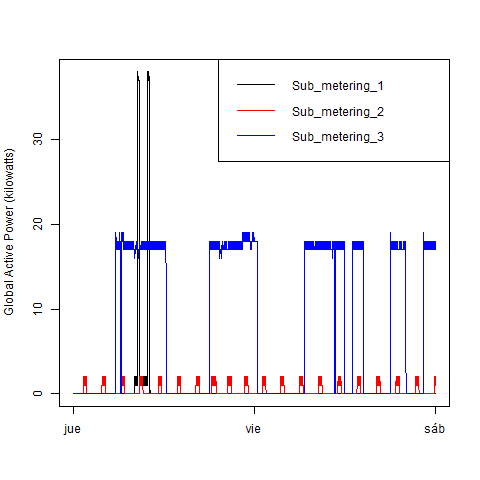 Sub_metering_1
Sub_metering_2
Sub_metering_3
Global Active Power (kilowatts)
30
20
10
0
jue vie sáb